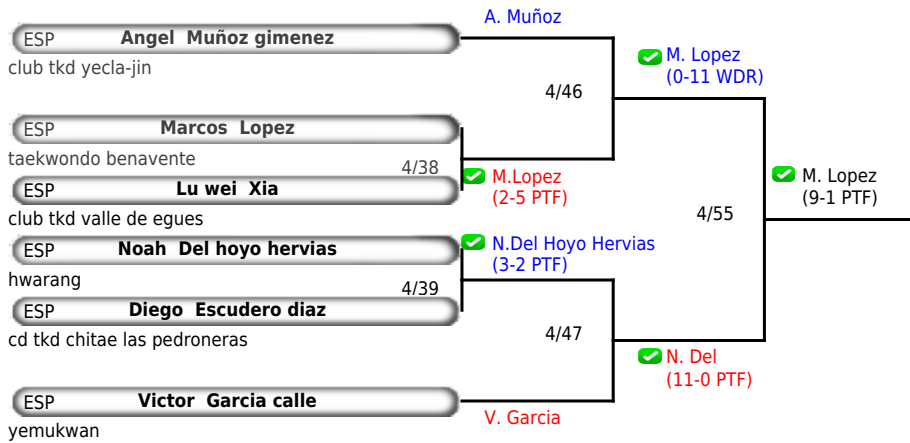 A. Muñoz
ESP Angel Muñoz gimenez
club tkd yecla-jin
M. Lopez
(0-11 WDR)
4/46
ESP Marcos Lopez
taekwondo benavente
4/38
M.Lopez
(2-5 PTF)
ESP Lu wei Xia
club tkd valle de egues
M. Lopez
(9-1 PTF)
4/55
ESP Noah Del hoyo hervias
hwarang
N.Del Hoyo Hervias
(3-2 PTF)
4/39
ESP Diego Escudero diaz
cd tkd chitae las pedroneras
4/47
N. Del
(11-0 PTF)
ESP Victor Garcia calle
yemukwan
V. Garcia